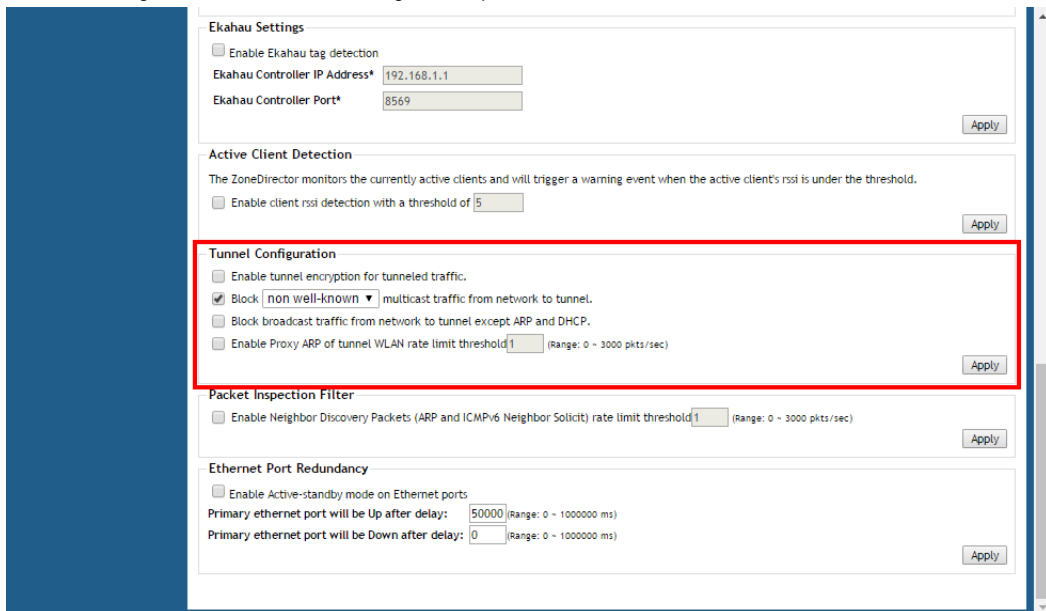 Ekahau Settings
Enable Ekahau tag detection
Ekahau Controller IP Address* 192.168.1.1
Ekahau Controller Port* 8569
Apply
Active Client Detection
The ZoneDirector monitors the currently active clients and will trigger a warning event when the active client's rssi is under the threshold.
Enable client rssi detection with a threshold of 5
Apply
Tunnel Configuration
Enable tunnel encryption for tunneled traffic.
Block non well-known multicast traffic from network to tunnel.
Block broadcast traffic from network to tunnel except ARP and DHCP.
Enable Proxy ARP of tunnel WLAN rate limit threshold 1 (Range: 0 ~ 3000 pkts/sec)
Apply
Packet Inspection Filter
Enable Neighbor Discovery Packets (ARP and ICMPv6 Neighbor Solicit) rate limit threshold 1 (Range: 0 ~ 3000 pkts/sec)
Apply
Ethernet Port Redundancy
Enable Active-standby mode on Ethernet ports
Primary ethernet port will be Up after delay: 50000 (Range: 0 ~ 1000000 ms)
Primary ethernet port will be Down after delay: 0 (Range: 0 ~ 1000000 ms)
Apply